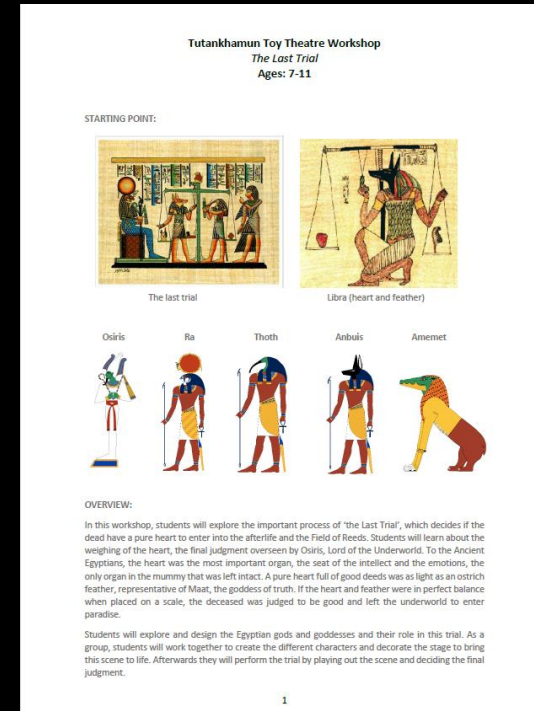 Tutankhamun Toy Theatre Workshop
The Last Trial
Ages: 7-11
STARTING POINT:
The last trial
Libra (heart and feather)
Osiris Ra Thoth Anbuis Amemet
OVERVIEW:
In this workshop, students will explore the important process of 'the Last Trial', which decides if the
dead have a pure heart to enter into the afterlife and the Field of Reeds. Students will learn about the
weighing of the heart, the final judgment overseen by Osiris, Lord of the Underworld. To the Ancient
Egyptians, the heart was the most important organ, the seat of the intellect and the emotions, the
only organ in the mummy that was left intact. A pure heart full of good deeds was as light as an ostrich
feather, representative of Maat, the goddess of truth. If the heart and feather were in perfect balance
when placed on a scale, the deceased was judged to be good and left the underworld to enter
paradise.
Students will explore and design the Egyptian gods and goddesses and their role in this trial. As a
group, students will work together to create the different characters and decorate the stage to bring
this scene to life. Afterwards they will perform the trial by playing out the scene and deciding the final
judgment.
1